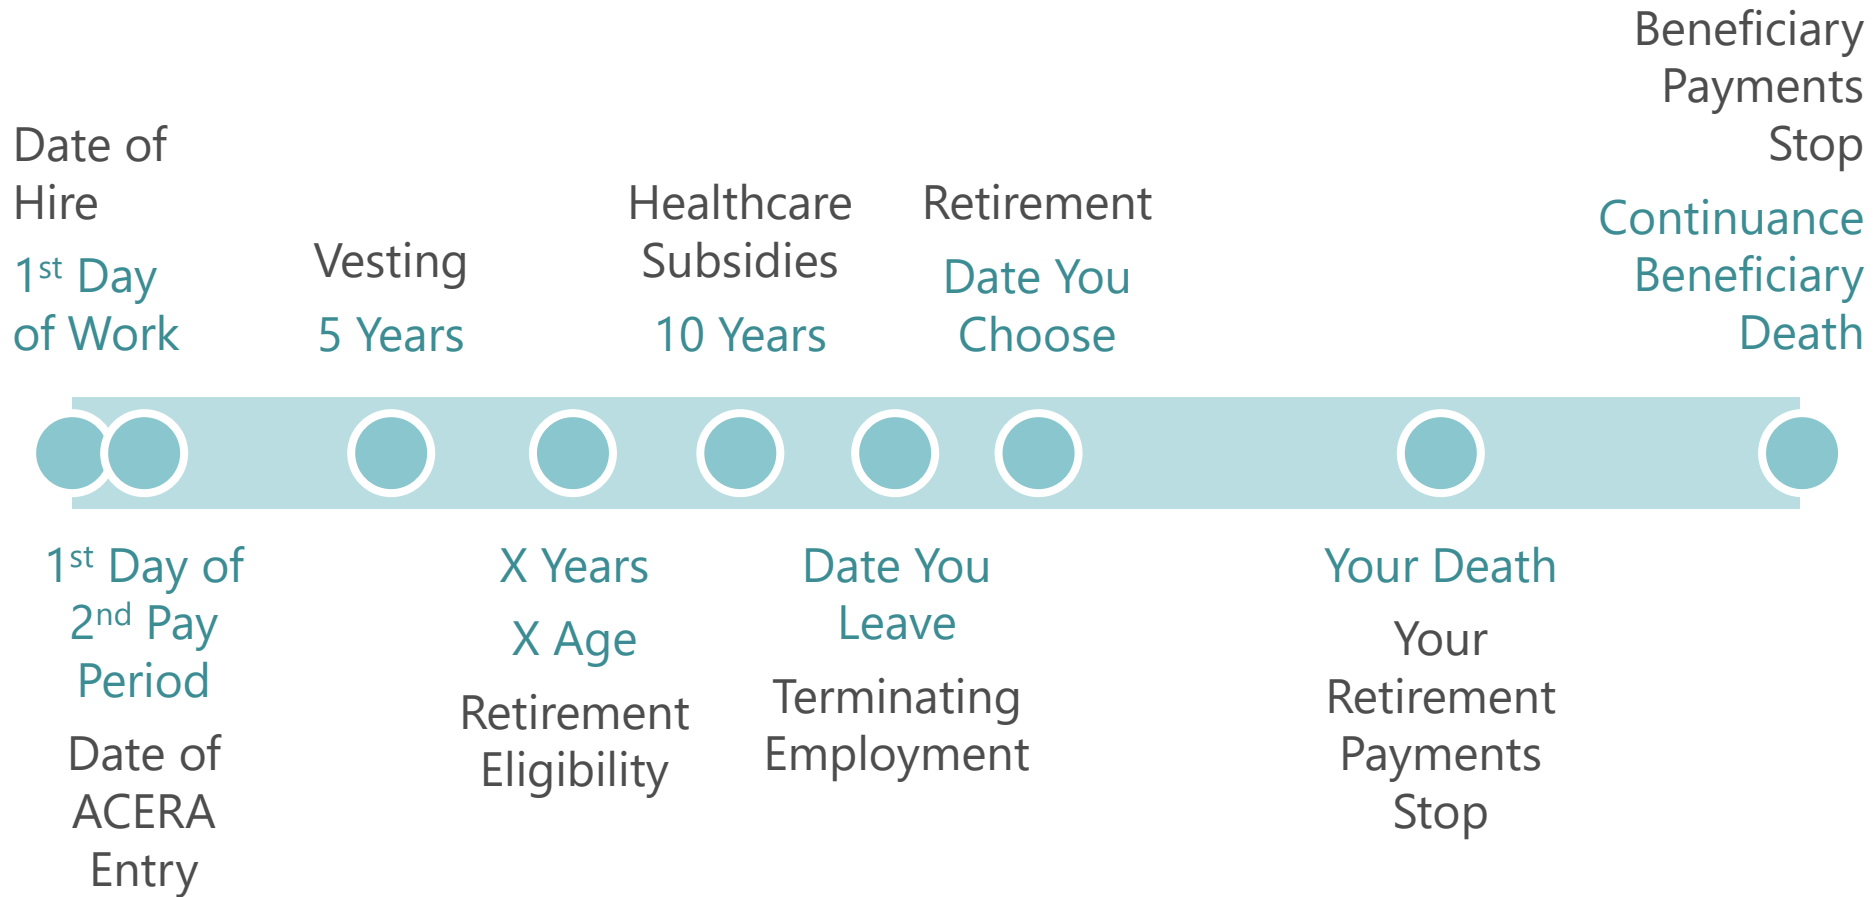 Date of
Hire
1st Day
of Work
1st Day of
2nd Pay
Period
Date of
ACERA
Entry
Vesting
5 Years
X Years
X Age
Retirement
Eligibility
Healthcare
Subsidies
10 Years
Date You
Leave
Terminating
Employment
Retirement
Date You
Choose
Your Death
Your
Retirement
Payments
Stop
Beneficiary
Payments
Stop
Continuance
Beneficiary
Death